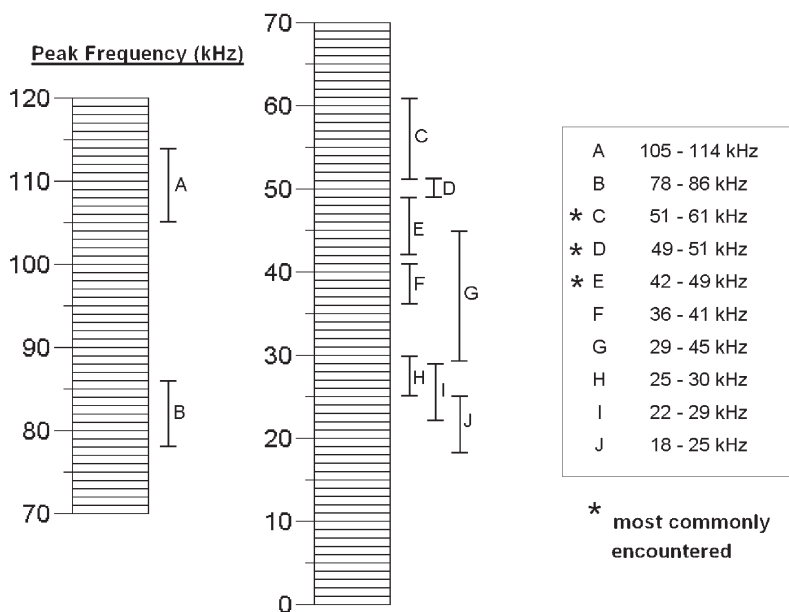 Peak Frequency (kHz)
120
110
100
90
80
70
A
B
70
60
50
40
30
20
10
0
C
D
E
F
G
H
I
J
A 105 - 114 kHz
B 78 - 86 kHz
* C 51 - 61 kHz
* D 49 - 51 kHz
* E 42 - 49 kHz
F 36 - 41 kHz
G 29 - 45 kHz
H 25 - 30 kHz
I 22 - 29 kHz
J 18 - 25 kHz
* most commonly
encountered